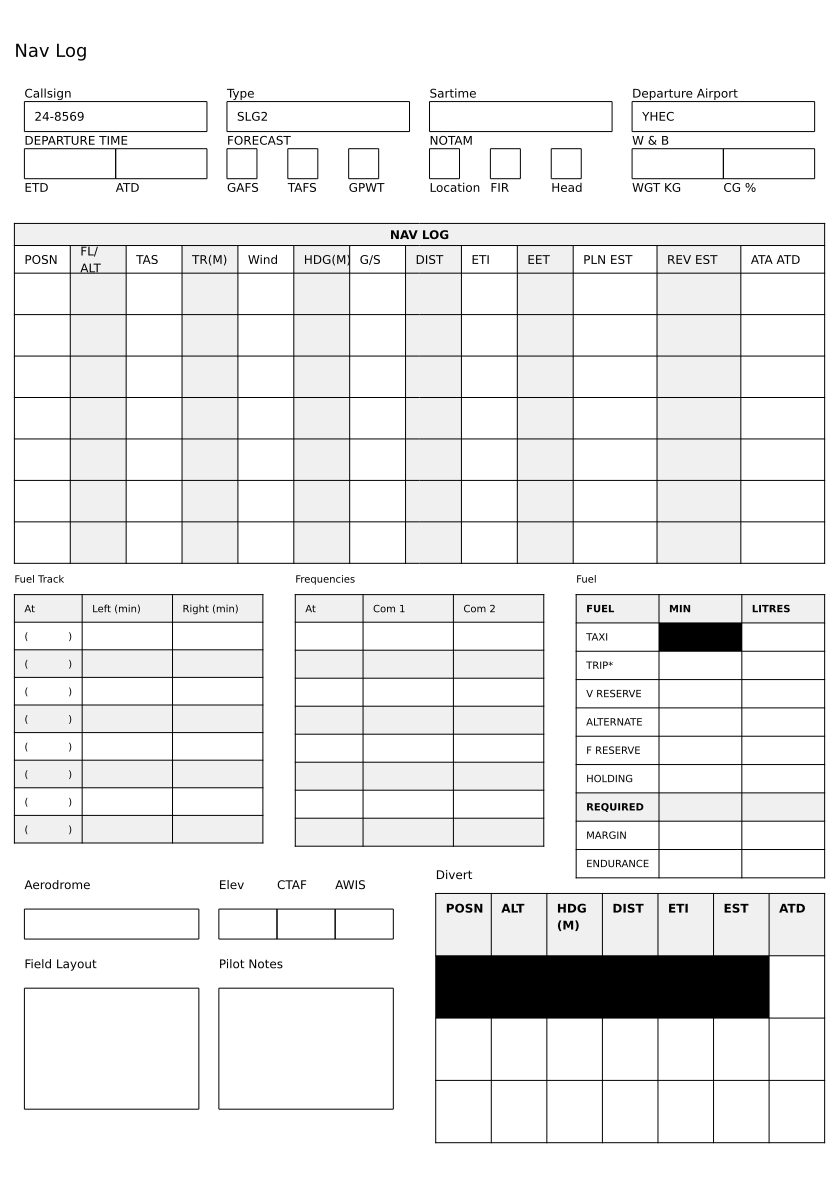 Nav Log
Callsign Type Sartime Departure Airport
24-8569 SLG2 YHEC
DEPARTURE TIME FORECAST NOTAM W & B
ETD ATD GAFS TAFS GPWT Location FIR Head WGT KG CG %
NAV LOG
POSN FL/ ALT TAS TR(M) Wind HDG(M) G/S DIST ETI EET PLN EST REV EST ATA ATD
Fuel Track Frequencies Fuel
At Left (min) Right (min) At Com 1 Com 2 FUEL MIN LITRES
( ) TAXI
( ) TRIP*
( ) V RESERVE
( ) ALTERNATE
( ) F RESERVE
( ) HOLDING
( ) REQUIRED
( ) MARGIN
ENDURANCE
Aerodrome Elev CTAF AWIS Divert
POSN ALT HDG (M) DIST ETI EST ATD
Field Layout Pilot Notes